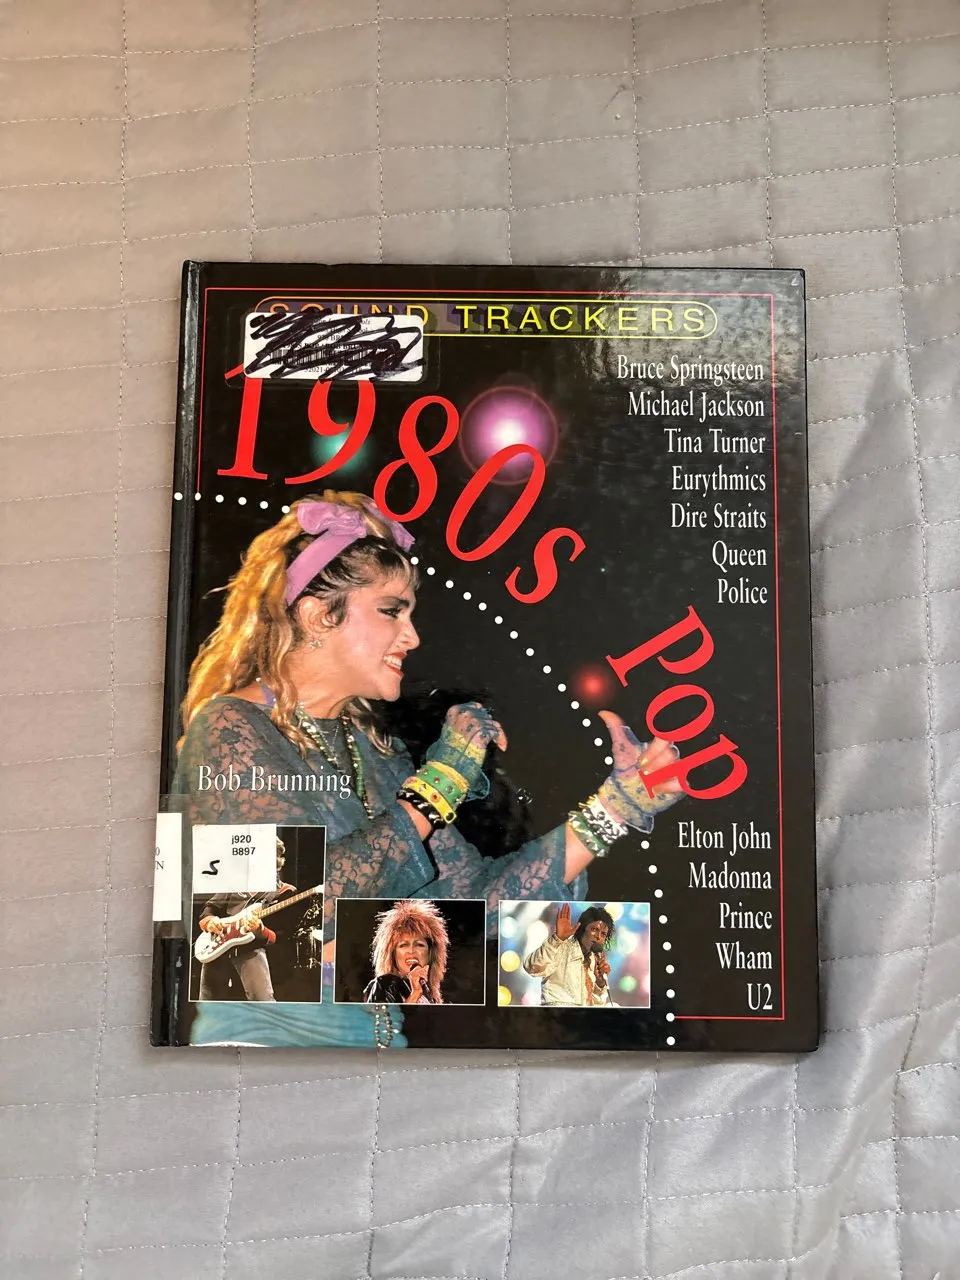 SOUND TRACKERS
1980s
pop
Bruce Springsteen
Michael Jackson
Tina Turner
Eurythmics
Dire Straits
Queen
Police
Bob Brunning
j920
B897
S
Elton John
Madonna
Prince
Wham
U2